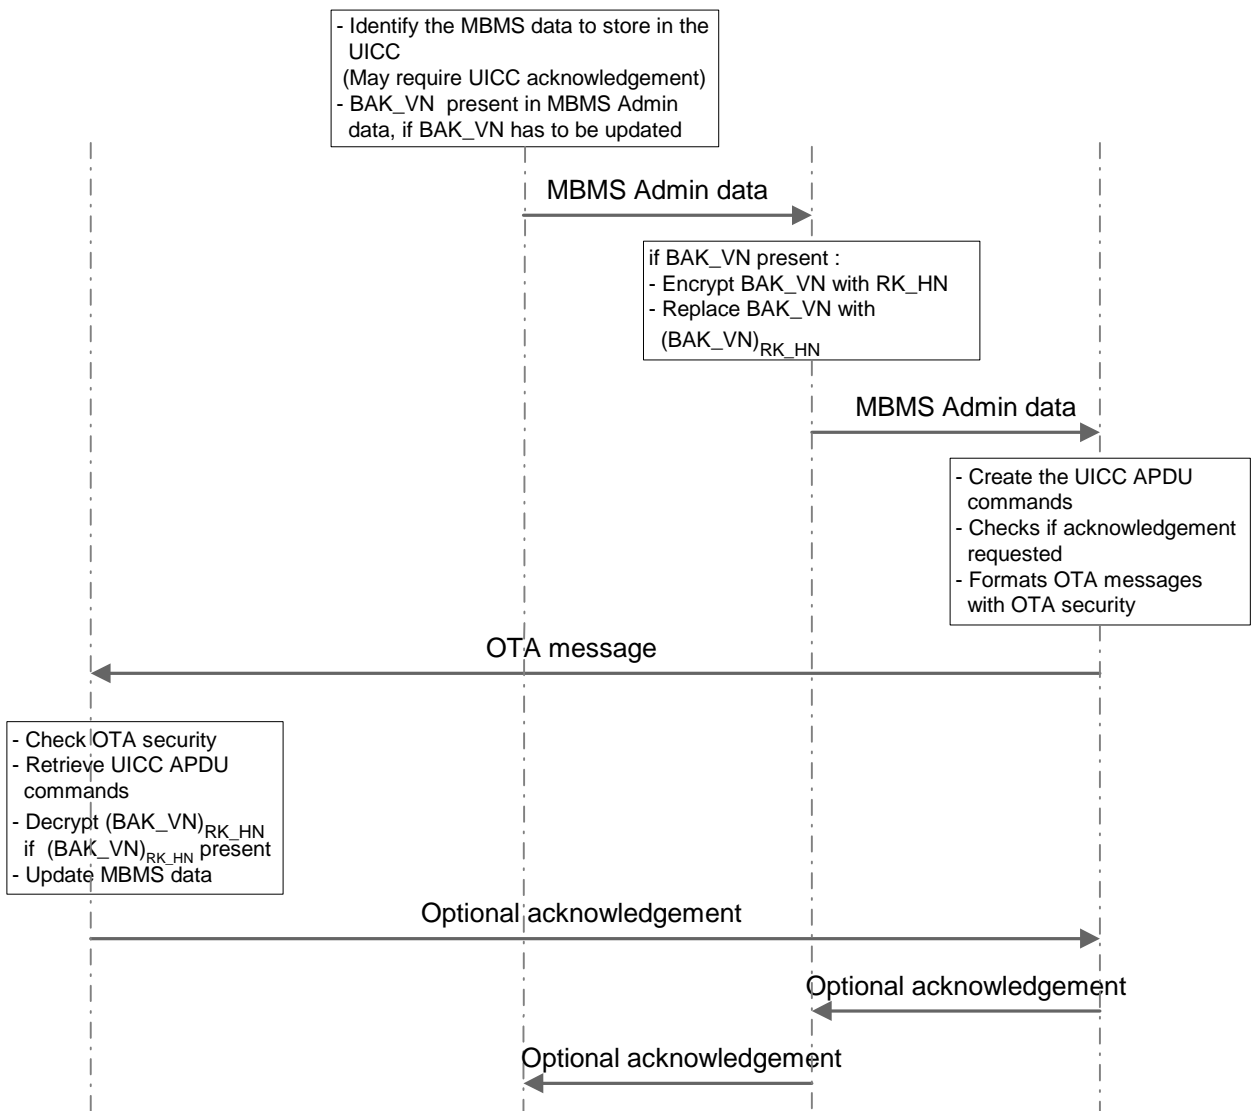 - Identify the MBMS data to store in the
UICC
(May require UICC acknowledgement)
- BAK_VN present in MBMS Admin
data, if BAK_VN has to be updated
MBMS Admin data
if BAK_VN present :
- Encrypt BAK_VN with RK_HN
- Replace BAK_VN with
(BAK_VN)RK_HN
MBMS Admin data
- Create the UICC APDU
commands
- Checks if acknowledgement
requested
- Formats OTA messages
with OTA security
OTA message
- Check OTA security
- Retrieve UICC APDU
commands
- Decrypt (BAK_VN)RK_HN
if (BAK_VN)RK_HN present
- Update MBMS data
Optional acknowledgement
Optional acknowledgement
Optional acknowledgement